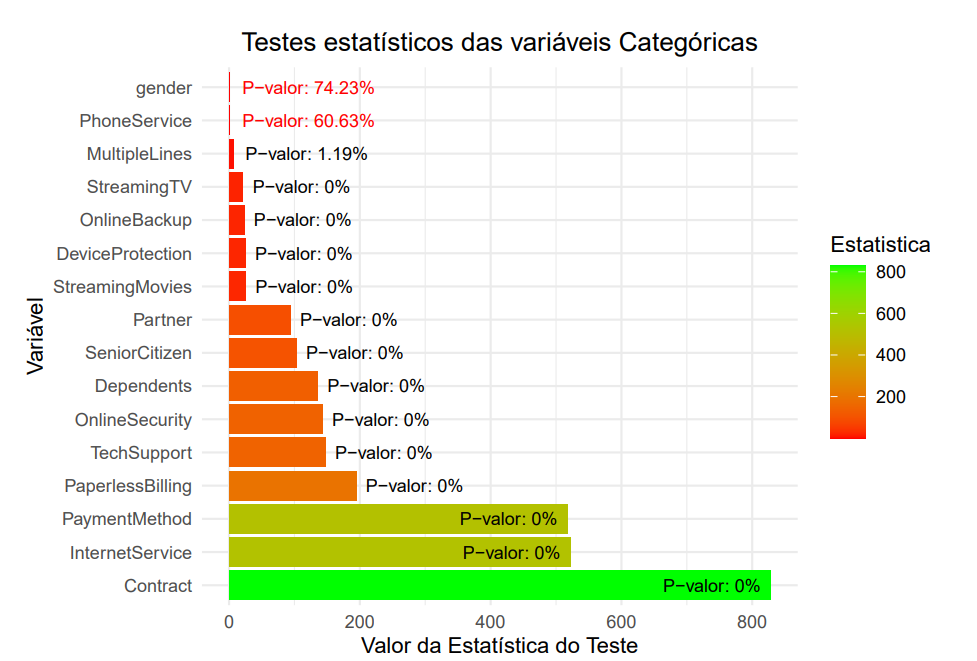 Testes estatísticos das variáveis Categóricas
Variável
gender P−valor: 74.23%
PhoneService P−valor: 60.63%
MultipleLines P−valor: 1.19%
StreamingTV P−valor: 0%
OnlineBackup P−valor: 0%
DeviceProtection P−valor: 0%
StreamingMovies P−valor: 0%
Partner P−valor: 0%
SeniorCitizen P−valor: 0%
Dependents P−valor: 0%
OnlineSecurity P−valor: 0%
TechSupport P−valor: 0%
PaperlessBilling P−valor: 0%
PaymentMethod P−valor: 0%
InternetService P−valor: 0%
Contract P−valor: 0%
0 200 400 600 800
Valor da Estatística do Teste
Estatistica
800
600
400
200